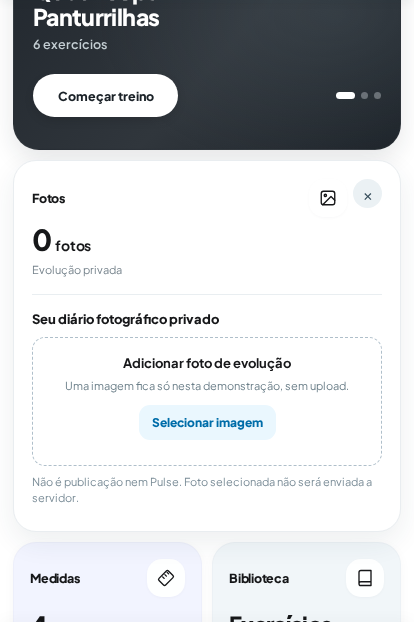 Panturrilhas
6 exercícios
Começar treino
Fotos
0 fotos
Evolução privada
Seu diário fotográfico privado
Adicionar foto de evolução
Uma imagem fica só nesta demonstração, sem upload.
Selecionar imagem
Não é publicação nem Pulse. Foto selecionada não será enviada a
servidor.
Medidas
Biblioteca